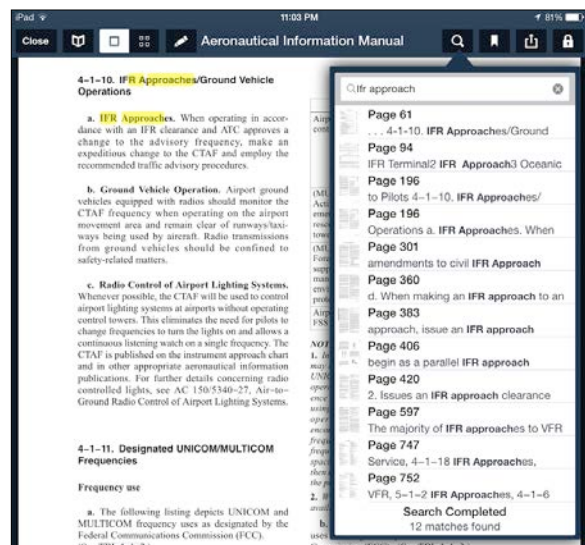 iPad
11:03 PM
81%
Close
Aeronautical Information Manual
4-1-10. IFR Approaches/Ground Vehicle
Operations
a. IFR Approaches. When operating in accor-
dance with an IFR clearance and ATC approves a
change to the advisory frequency, make an
expeditious change to the CTAF and employ the
recommended traffic advisory procedures.
b. Ground Vehicle Operation. Airport ground
vehicles equipped with radios should monitor the
CTAF frequency when operating on the airport
movement area and remain clear of runways/taxi-
ways being used by aircraft. Radio transmissions
from ground vehicles should be confined to
safety-related matters.
c. Radio Control of Airport Lighting Systems.
Whenever possible, the CTAF will be used to control
airport lighting systems at airports without operating
control towers. This eliminates the need for pilots to
change frequencies to turn the lights on and allows a
continuous listening watch on a single frequency. The
CTAF is published on the instrument approach chart
and in other appropriate aeronautical information
publications. For further details concerning radio
controlled lights, see AC 150/5340-27, Air-to-
Ground Radio Control of Airport Lighting Systems.
4-1-11. Designated UNICOM/MULTICOM
Frequencies
Frequency use
a. The following listing depicts UNICOM and
MULTICOM frequency uses as designated by the
Federal Communications Commission (FCC).
Ifr approach
Page 61
. . . 4-1-10. IFR Approaches/Ground
Page 94
IFR Terminal2 IFR Approach3 Oceanic
Page 196
to Pilots 4-1-10. IFR Approaches/
Page 196
Operations a. IFR Approaches. When
Page 301
amendments to civil IFR Approach
Page 360
d. When making an IFR approach to an
Page 383
approach, issue an IFR approach
Page 406
begin as a parallel IFR approach
Page 420
2. Issues an IFR approach clearance
Page 597
The majority of IFR approaches to VFR
Page 747
Service, 4-1-18 IFR Approaches,
Page 752
VFR, 5-1-2 IFR Approaches, 4-1-6
Search Completed
12 matches found